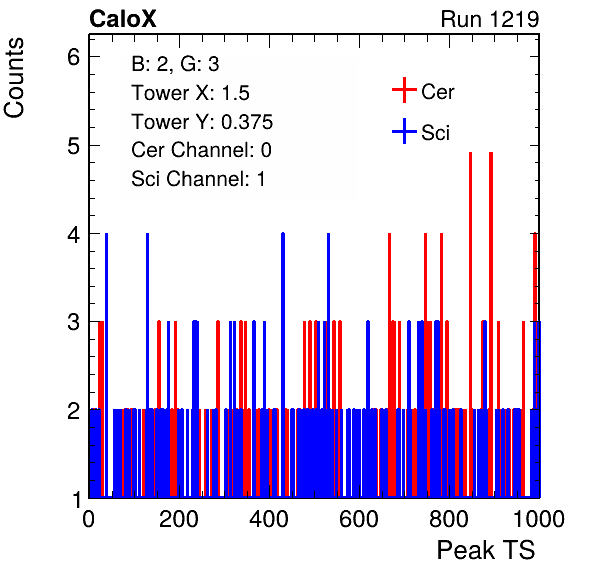 CaloX Run 1219
Counts
B: 2, G: 3
Tower X: 1.5
Tower Y: 0.375
Cer Channel: 0
Sci Channel: 1
Cer
Sci
6
5
4
3
2
1
0 200 400 600 800 1000
Peak TS